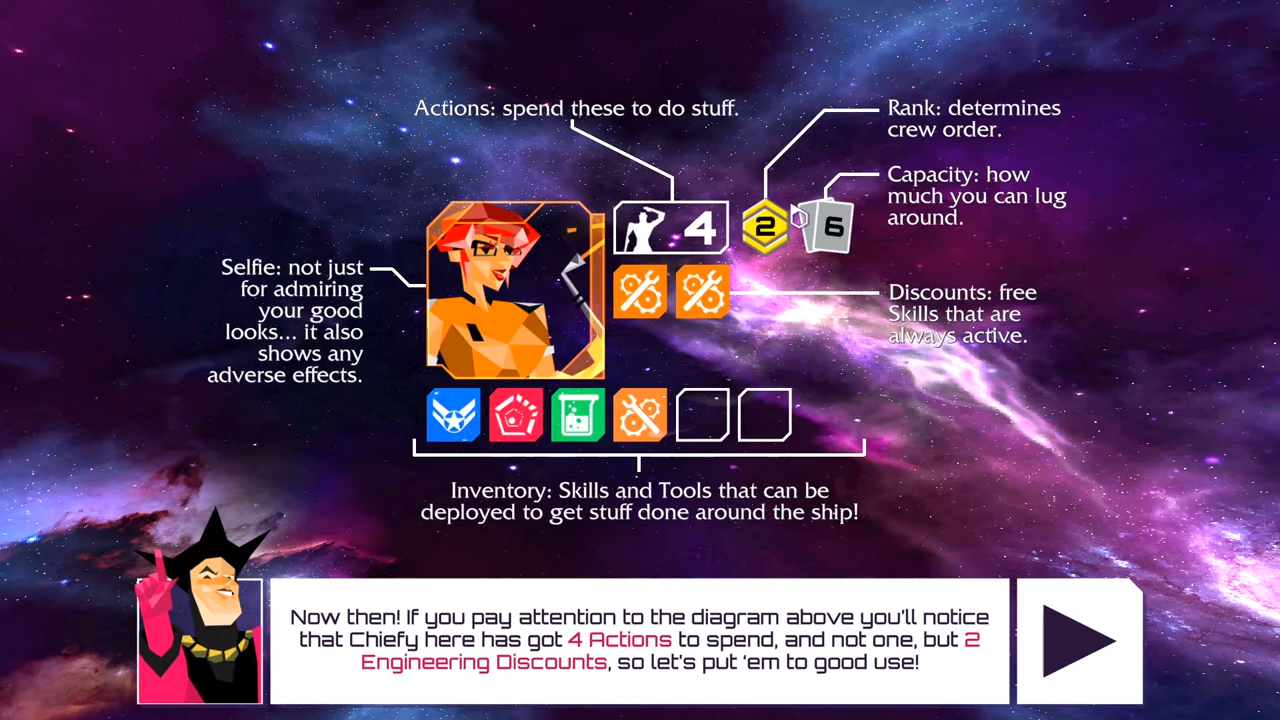 Actions: spend these to do stuff.
Rank: determines
crew order.
Capacity: how
much you can lug
around.
4
2
6
Selfie: not just
for admiring
your good
looks... it also
shows any
adverse effects.
Discounts: free
Skills that are
always active.
Inventory: Skills and Tools that can be
deployed to get stuff done around the ship!
Now then! If you pay attention to the diagram above you'll notice
that Chiefy here has got 4 Actions to spend, and not one, but 2
Engineering Discounts, so let's put 'em to good use!